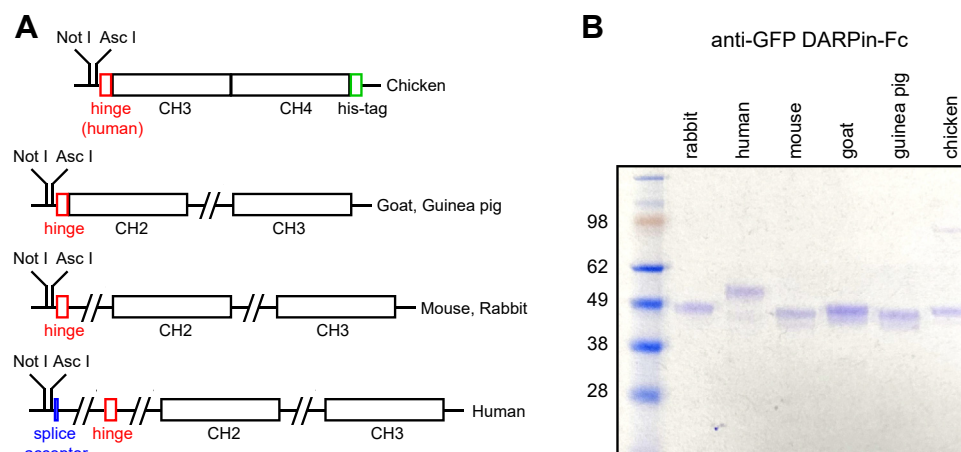 A
Not I Asc I
Chicken
hinge
(human)
CH3
CH4
his-tag
Not I Asc I
Goat, Guinea pig
hinge
CH2
CH3
Not I Asc I
Mouse, Rabbit
hinge
CH2
CH3
Not I Asc I
Human
splice
acceptor
hinge
CH2
CH3
B
anti-GFP DARPin-Fc
rabbit
human
mouse
goat
guinea pig
chicken
98
62
49
38
28